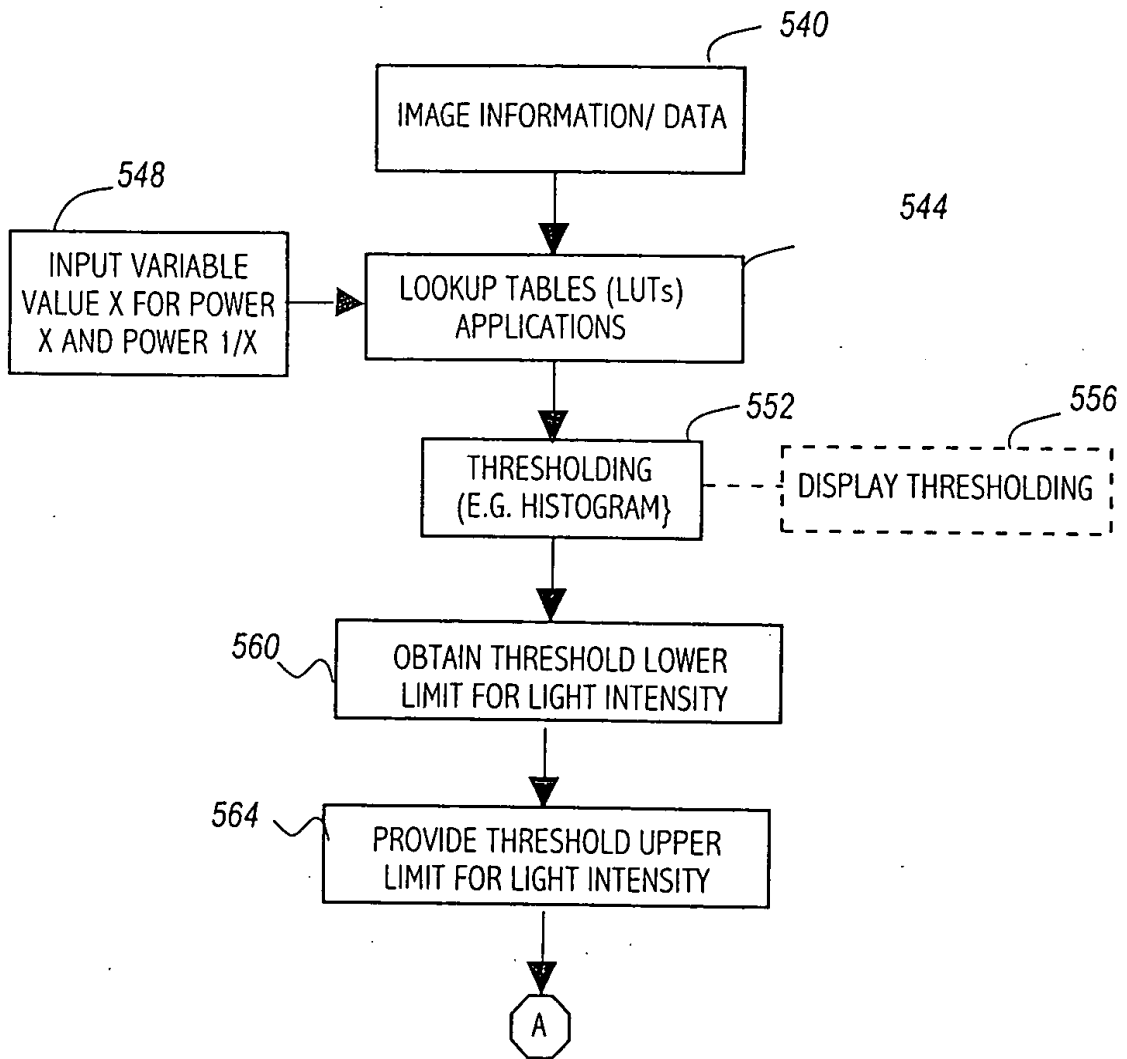 540
IMAGE INFORMATION/ DATA
548
544
INPUT VARIABLE
VALUE X FOR POWER
X AND POWER 1/X
LOOKUP TABLES (LUTs)
APPLICATIONS
552
556
THRESHOLDING
(E.G. HISTOGRAM}
DISPLAY THRESHOLDING
560
OBTAIN THRESHOLD LOWER
LIMIT FOR LIGHT INTENSITY
564
PROVIDE THRESHOLD UPPER
LIMIT FOR LIGHT INTENSITY
A